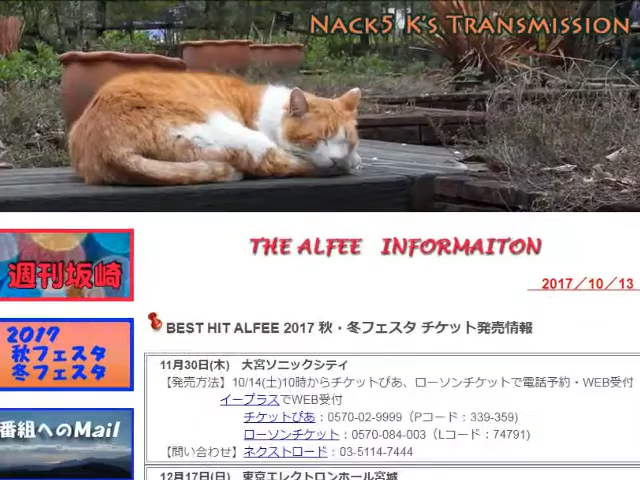 Nack5 K's Transmission
THE ALFEE INFORMAITON
2017／10／13
週刊坂崎
2017
秋フェスタ
冬フェスタ
番組へのMail
BEST HIT ALFEE 2017 秋・冬フェスタ チケット発売情報
11月30日(木)　大宮ソニックシティ
【発売方法】10/14(土)10時からチケットぴあ、ローソンチケットで電話予約・WEB受付
イープラスでWEB受付
チケットぴあ：0570-02-9999（Pコード：339-359)
ローソンチケット：0570-084-003（Lコード：74791)
【問い合わせ】ネクストロード：03-5114-7444
12月17日(日)　東京エレクトロンホール宮城